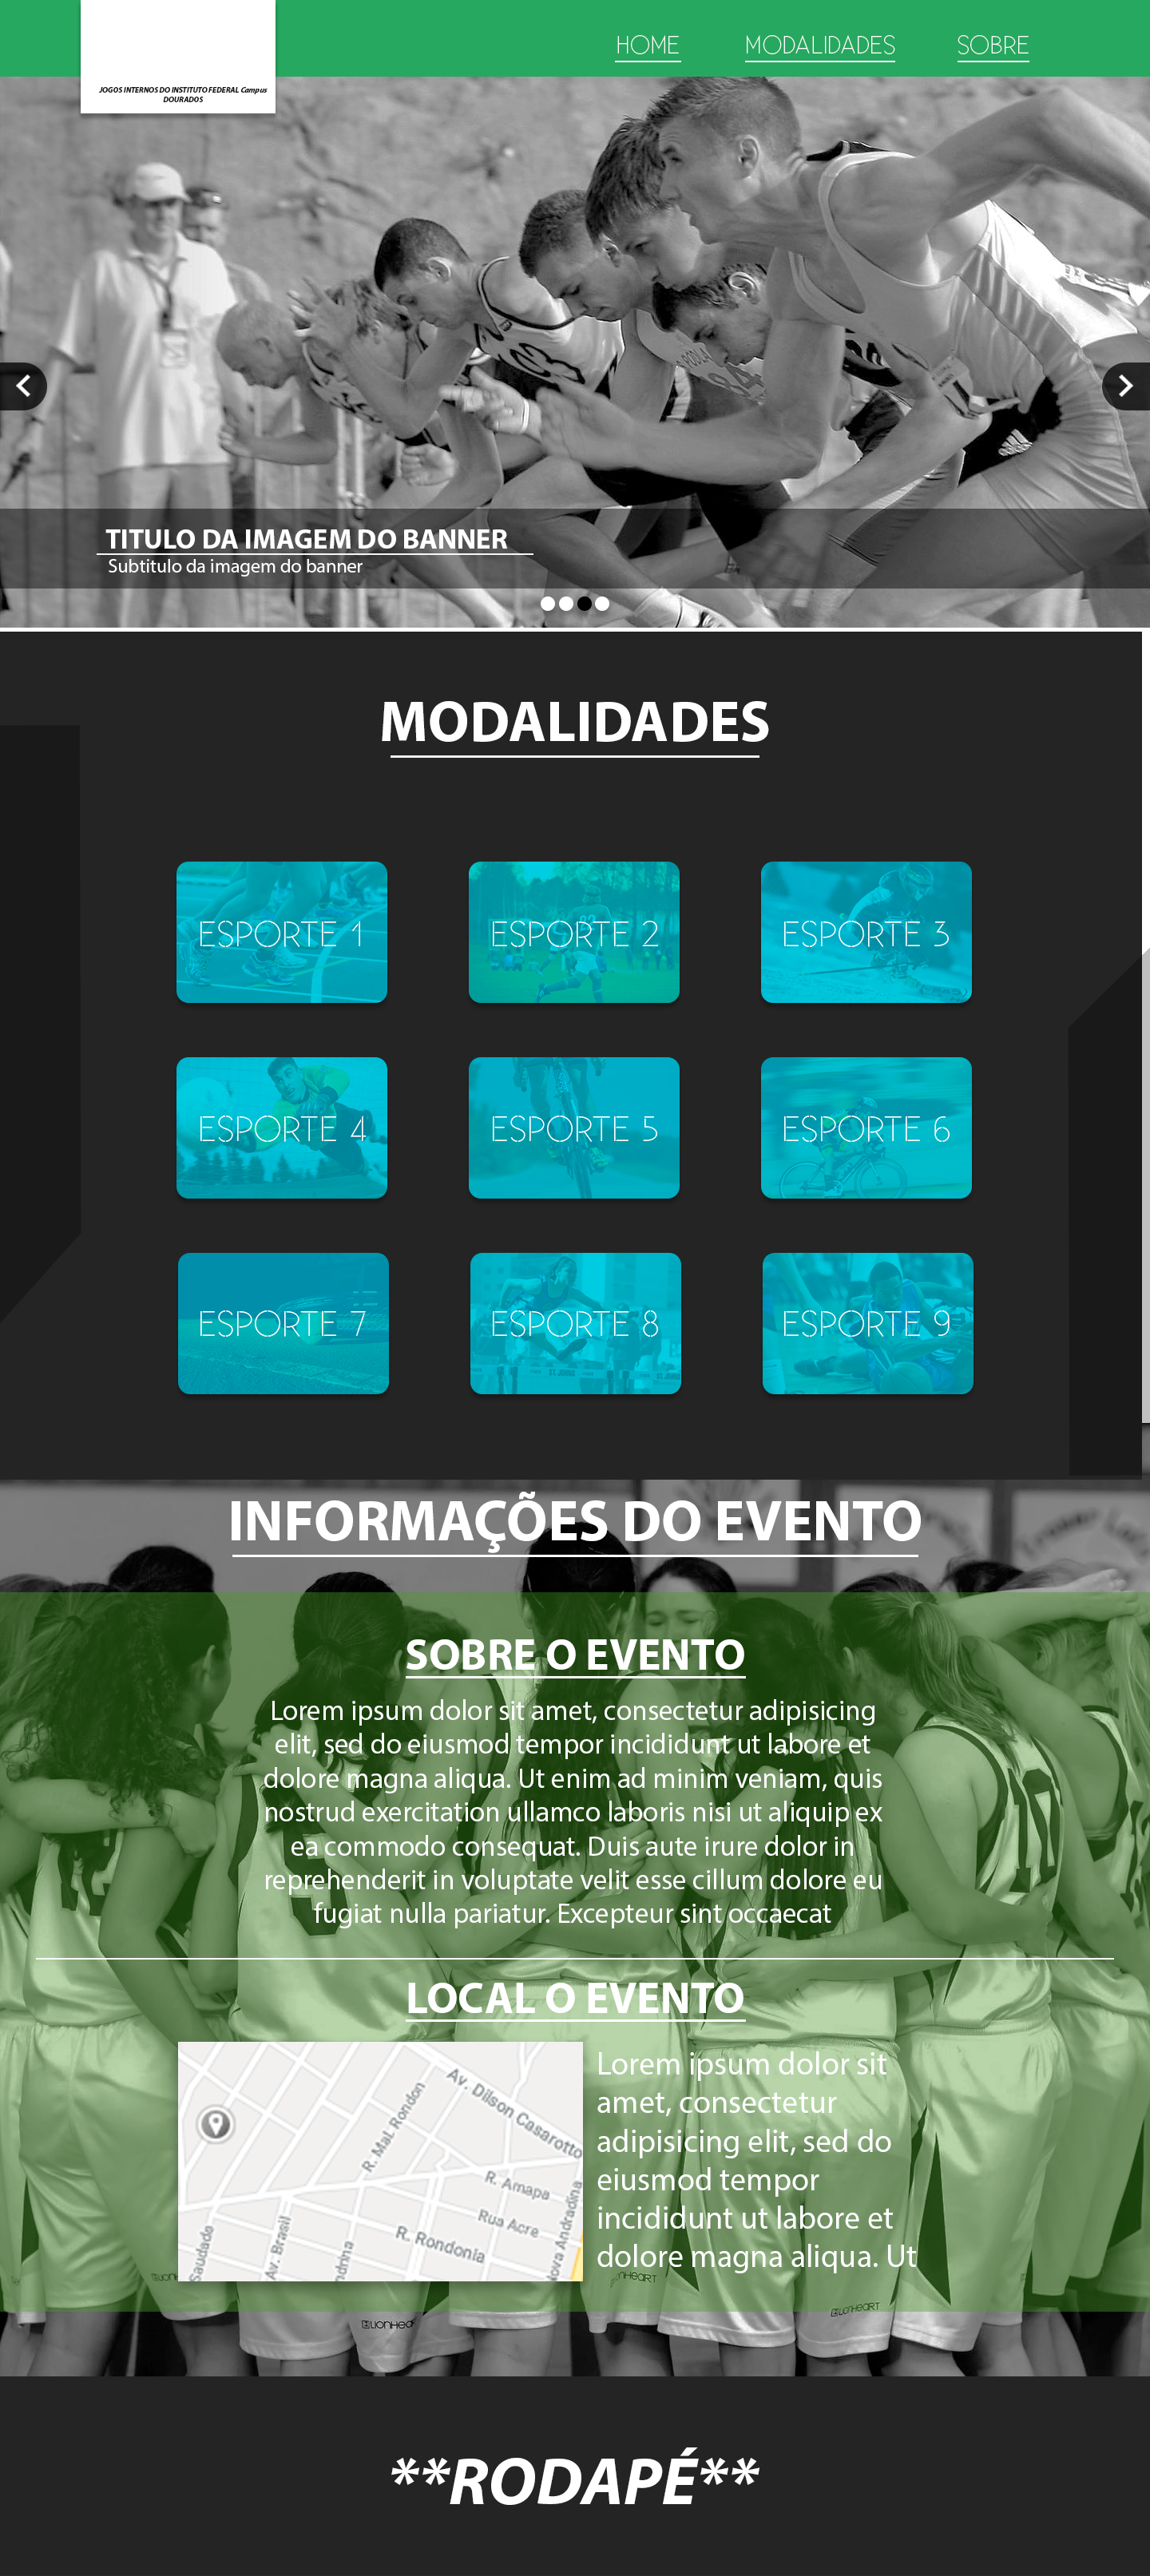 HOME MODALIDADES SOBRE
JOGOS INTERNOS DO INSTITUTO FEDERAL Campus
DOURADOS
TITULO DA IMAGEM DO BANNER
Subtitulo da imagem do banner
MODALIDADES
ESPORTE 1 ESPORTE 2 ESPORTE 3
ESPORTE 4 ESPORTE 5 ESPORTE 6
ESPORTE 7 ESPORTE 8 ESPORTE 9
INFORMAÇÕES DO EVENTO
SOBRE O EVENTO
Lorem ipsum dolor sit amet, consectetur adipisicing
elit, sed do eiusmod tempor incididunt ut labore et
dolore magna aliqua. Ut enim ad minim veniam, quis
nostrud exercitation ullamco laboris nisi ut aliquip ex
ea commodo consequat. Duis aute irure dolor in
reprehenderit in voluptate velit esse cillum dolore eu
fugiat nulla pariatur. Excepteur sint occaecat
LOCAL O EVENTO
Av. Dilson Casarotto
R. Mal. Rondon
R. Amapa
Rua Acre
R. Rondonia
Av. Brasil
Saudade
Lorem ipsum dolor sit
amet, consectetur
adipisicing elit, sed do
eiusmod tempor
incididunt ut labore et
dolore magna aliqua. Ut
LIONHEART
**RODAPÉ**